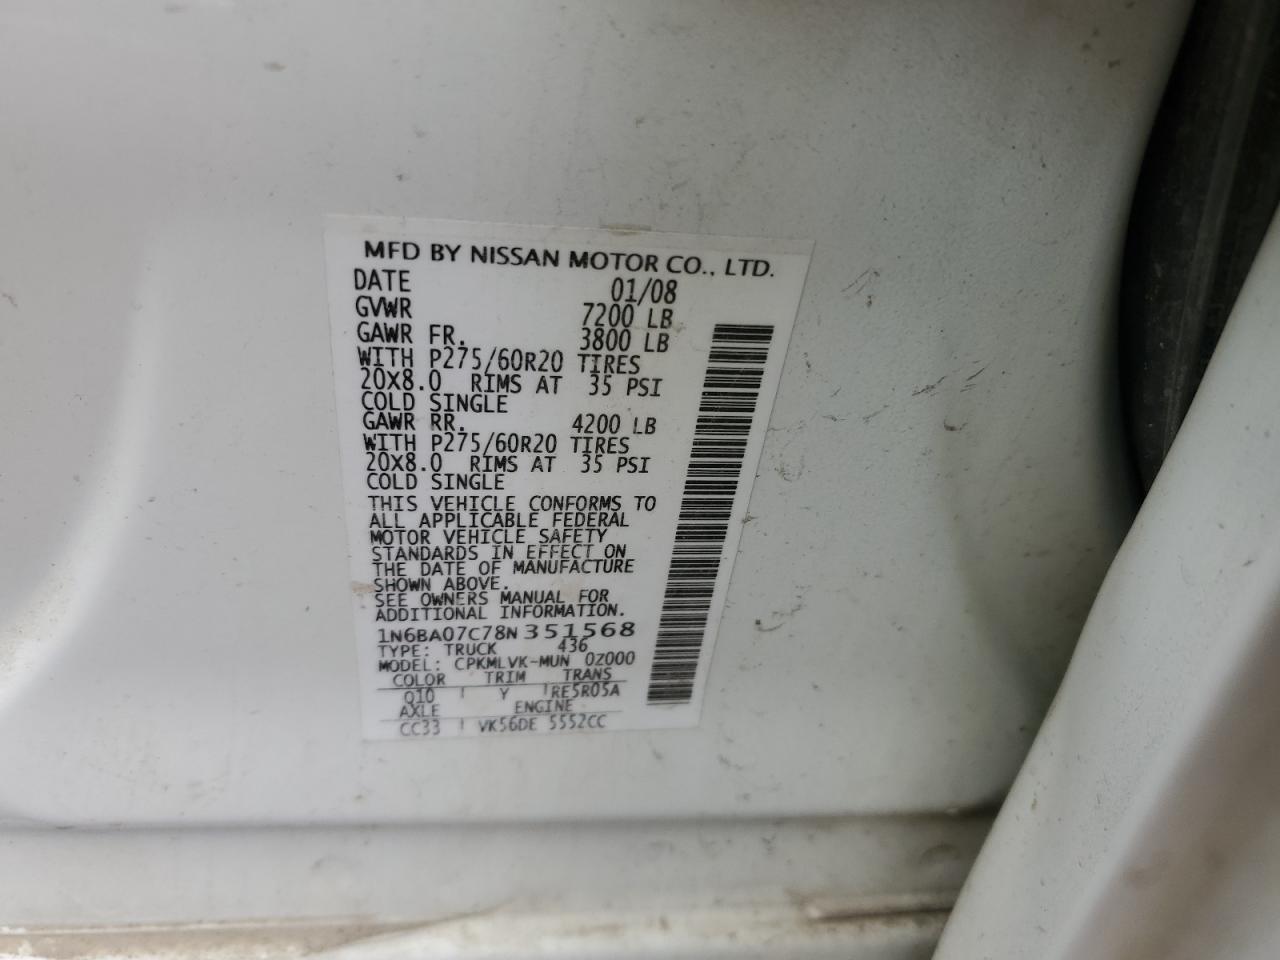 MFD BY NISSAN MOTOR CO., LTD.
DATE 01/08
GVWR 7200 LB
GAWR FR. 3800 LB
WITH P275/60R20 TIRES
20X8.0 RIMS AT 35 PSI
COLD SINGLE
GAWR RR. 4200 LB
WITH P275/60R20 TIRES
20X8.0 RIMS AT 35 PSI
COLD SINGLE
THIS VEHICLE CONFORMS TO
ALL APPLICABLE FEDERAL
MOTOR VEHICLE SAFETY
STANDARDS IN EFFECT ON
THE DATE OF MANUFACTURE
SHOWN ABOVE.
SEE OWNERS MANUAL FOR
ADDITIONAL INFORMATION.
1N6BA07C78N351568
TYPE: TRUCK 436
MODEL: CPKMLVK-MUN 0Z000
COLOR TRIM TRANS
Q10 Y RE5R05A
AXLE ENGINE
CC33 VK56DE 5552CC